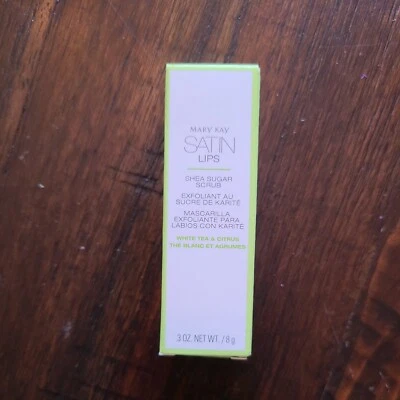 MARY KAY
SATIN
LIPS
SHEA SUGAR
SCRUB
EXFOLIANT AU
SUCRE DE KARITÉ
MASCARILLA
EXFOLIANTE PARA
LABIOS CON KARITÉ
WHITE TEA & CITRUS
THÉ BLANC ET AGRUMES
.3 OZ. NET WT. / 8 g